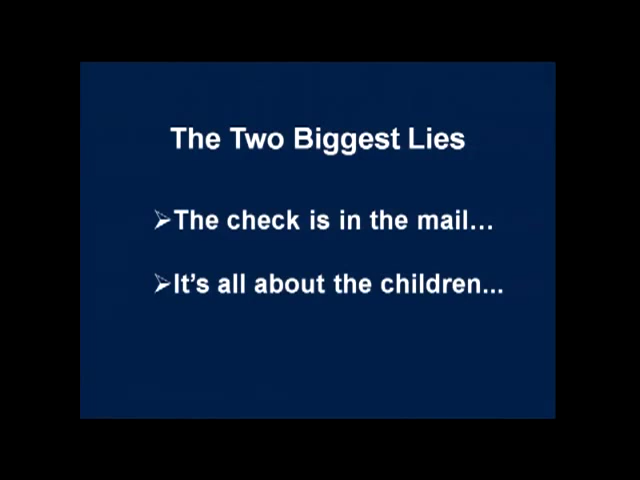 The Two Biggest Lies
➢The check is in the mail…
➢It’s all about the children...